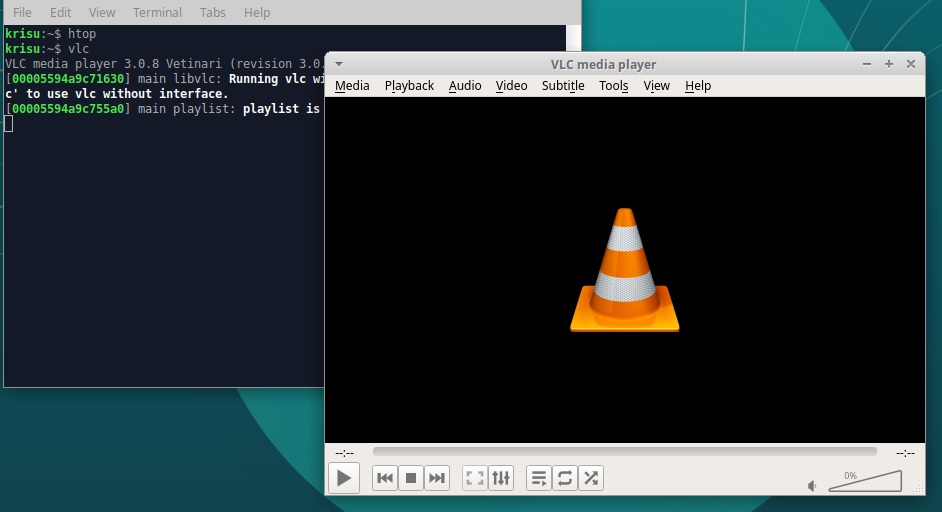 File Edit View Terminal Tabs Help
krisu:~$ htop
krisu:~$ vlc
VLC media player 3.0.8 Vetinari (revision 3.0.
[00005594a9c71630] main libvlc: Running vlc wi
c' to use vlc without interface.
[00005594a9c755a0] main playlist: playlist is
VLC media player
Media Playback Audio Video Subtitle Tools View Help
--:-- --:--
0%